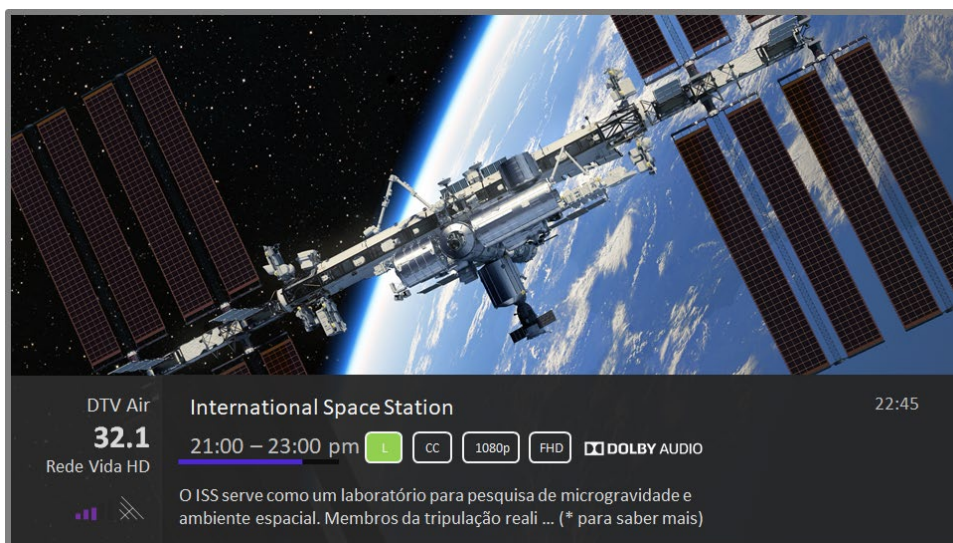 DTV Air
32.1
Rede Vida HD
International Space Station
22:45
21:00 – 23:00 pm L CC 1080p FHD DOLBY AUDIO
O ISS serve como um laboratório para pesquisa de microgravidade e
ambiente espacial. Membros da tripulação reali ... (* para saber mais)